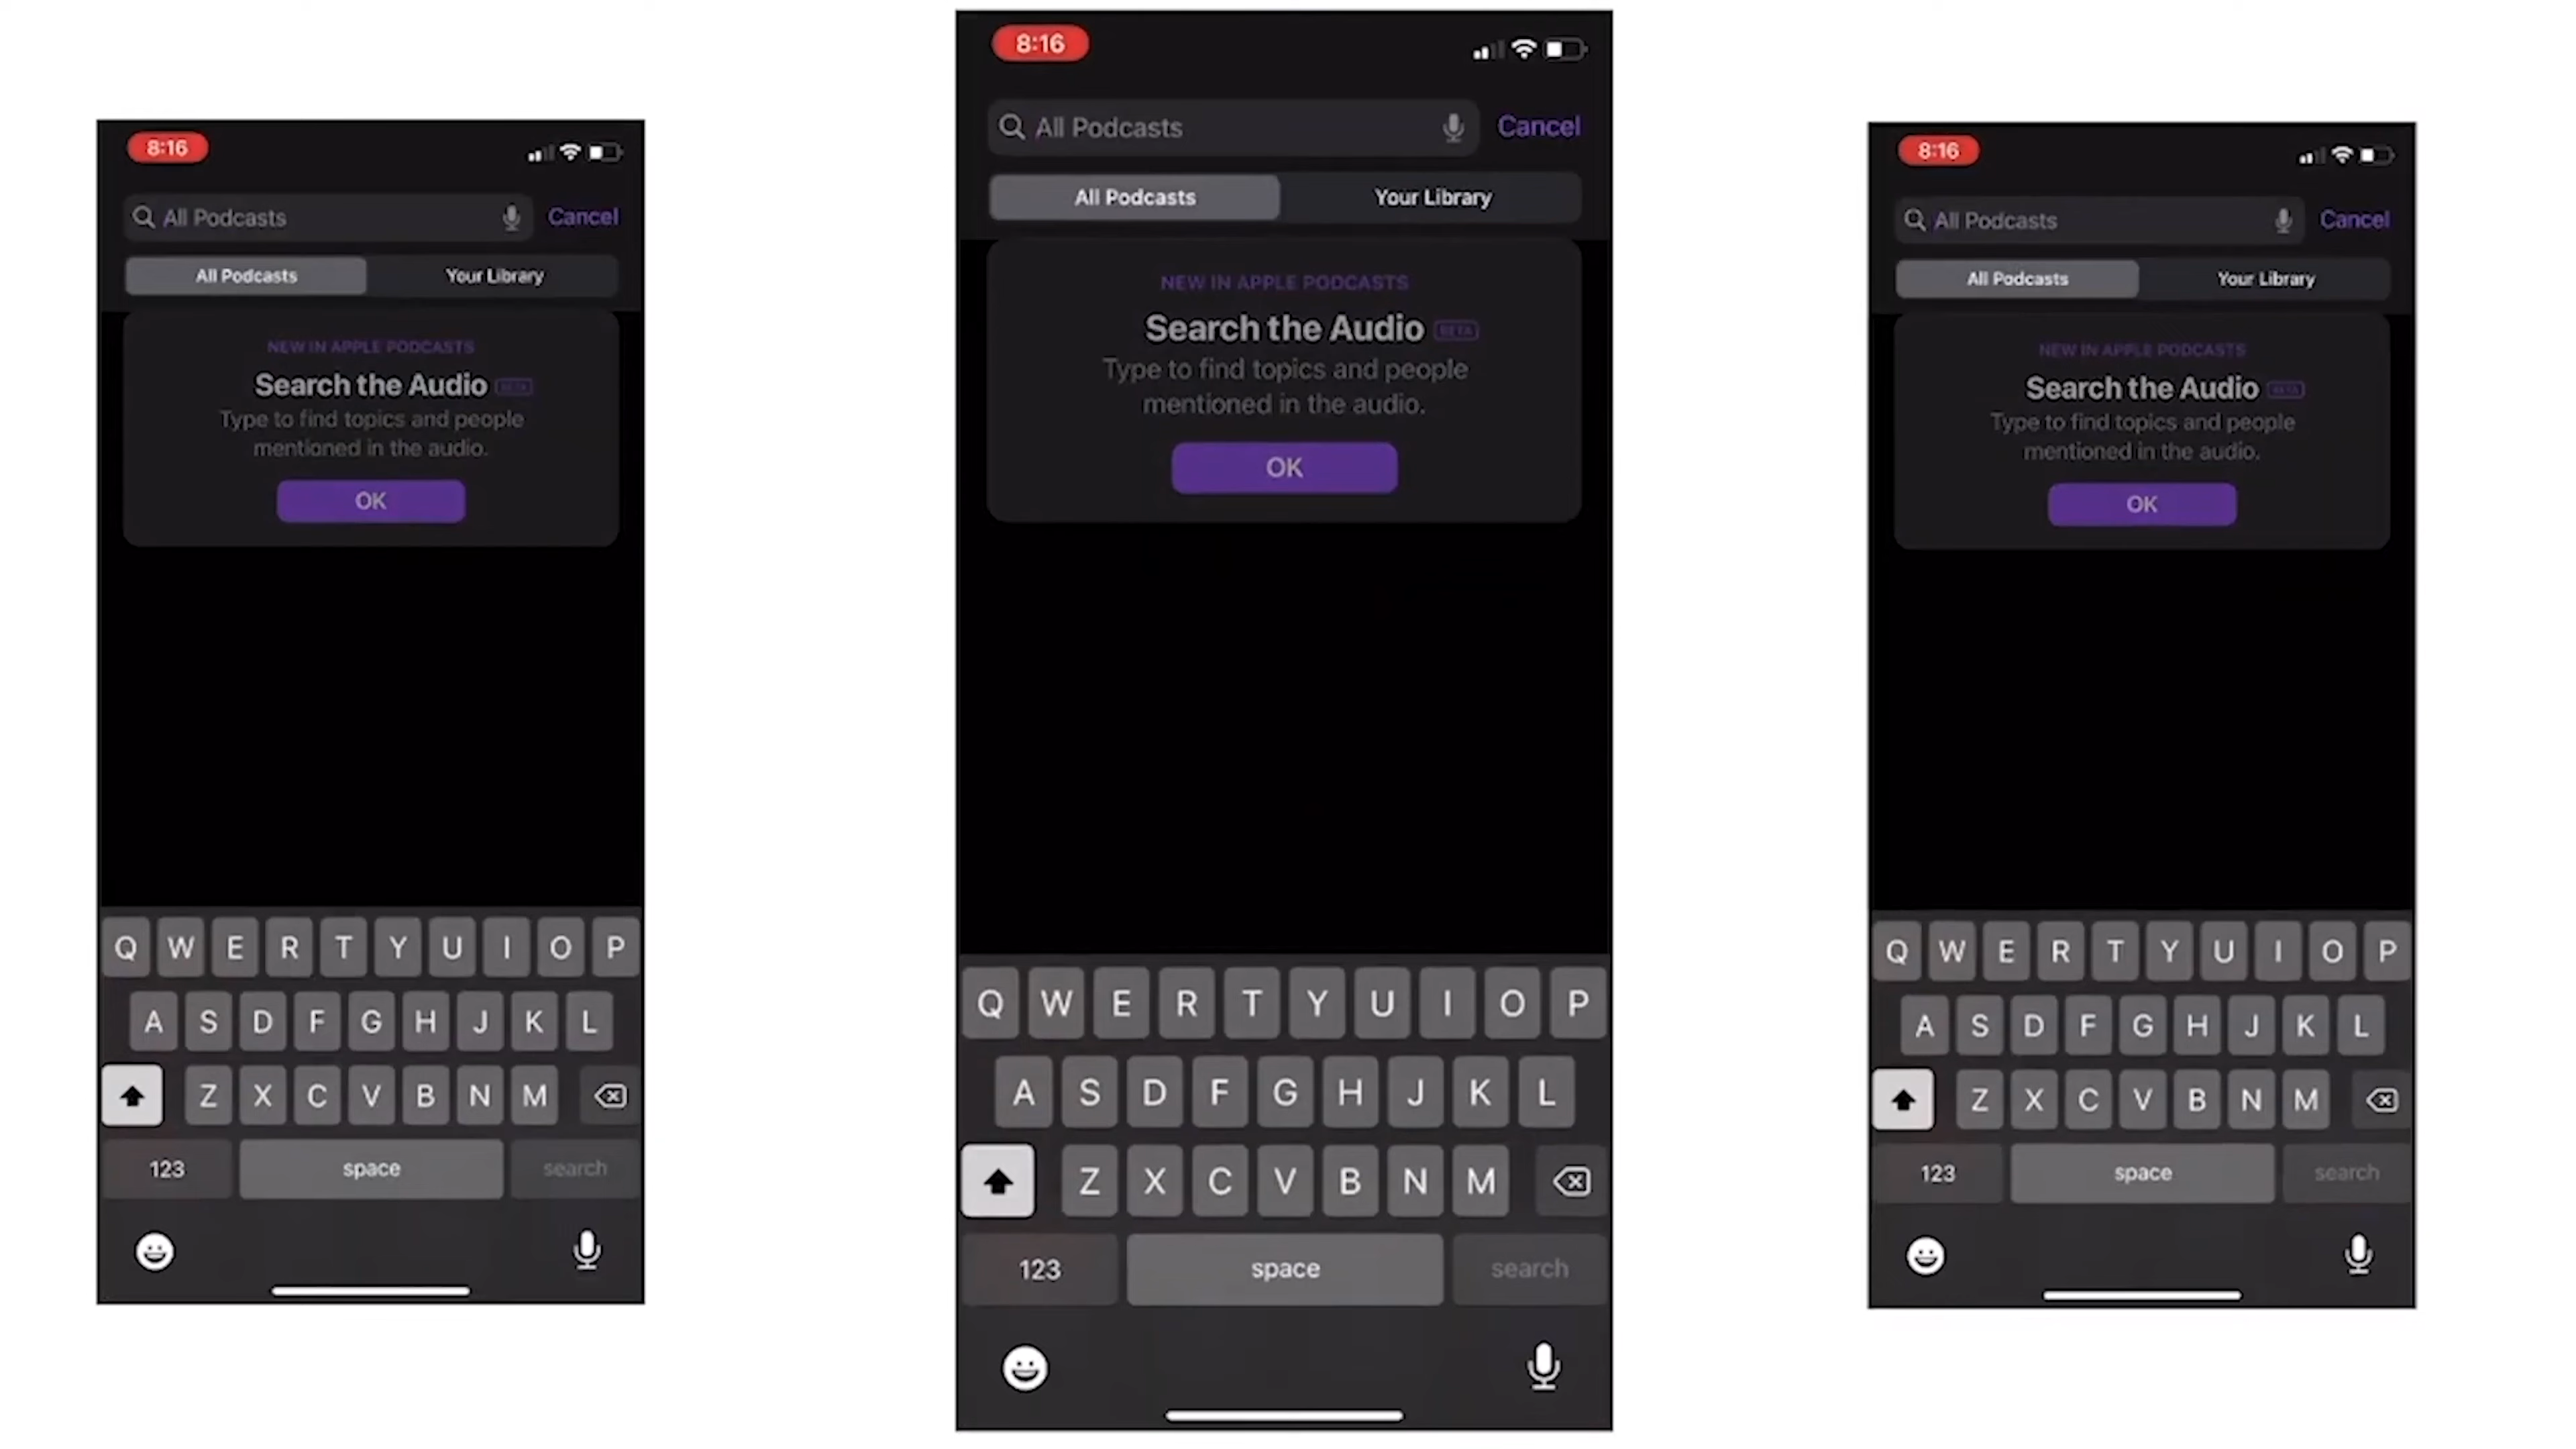 8:16
All Podcasts
Cancel
All Podcasts
Your Library
NEW IN APPLE PODCASTS
Search the Audio BETA
Type to find topics and people
mentioned in the audio.
OK
Q W E R T Y U I O P
A S D F G H J K L
Z X C V B N M
123 space search
8:16
All Podcasts
Cancel
All Podcasts
Your Library
NEW IN APPLE PODCASTS
Search the Audio BETA
Type to find topics and people
mentioned in the audio.
OK
Q W E R T Y U I O P
A S D F G H J K L
Z X C V B N M
123 space search
8:16
All Podcasts
Cancel
All Podcasts
Your Library
NEW IN APPLE PODCASTS
Search the Audio BETA
Type to find topics and people
mentioned in the audio.
OK
Q W E R T Y U I O P
A S D F G H J K L
Z X C V B N M
123 space search